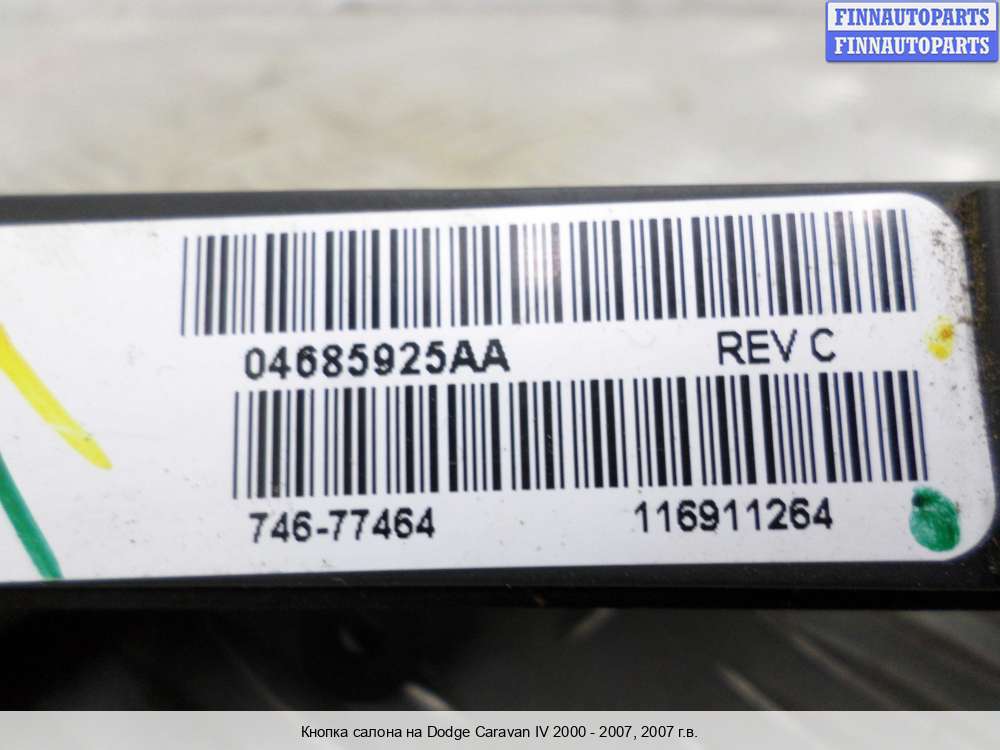 FINNAUTOPARTS
FINNAUTOPARTS
04685925AA REV C
746-77464 116911264
Кнопка салона на Dodge Caravan IV 2000 - 2007, 2007 г.в.